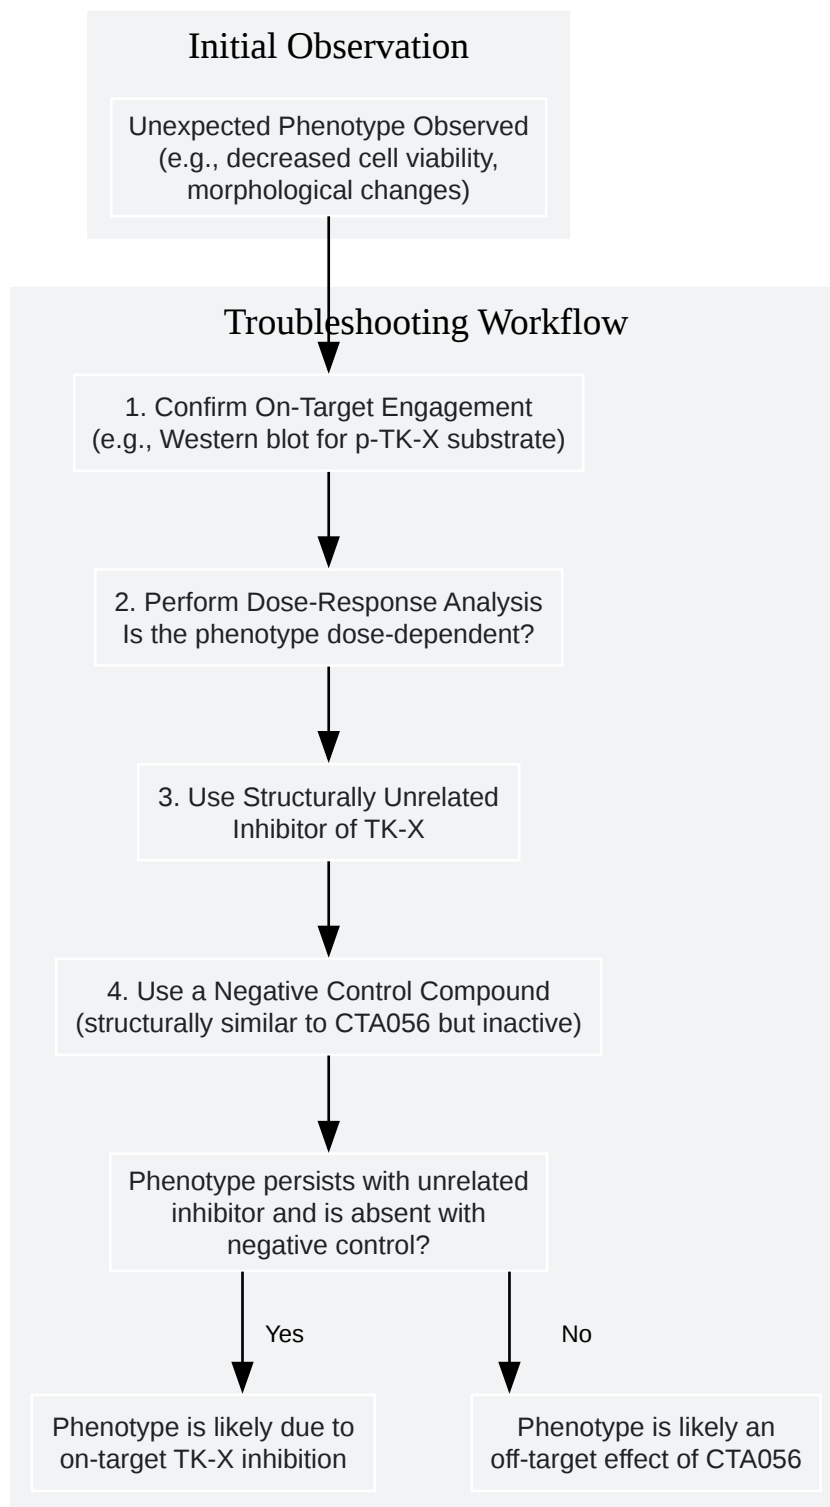 Initial Observation
Unexpected Phenotype Observed
(e.g., decreased cell viability,
morphological changes)
Troubleshooting Workflow
1. Confirm On-Target Engagement
(e.g., Western blot for p-TK-X substrate)
2. Perform Dose-Response Analysis
Is the phenotype dose-dependent?
3. Use Structurally Unrelated
Inhibitor of TK-X
4. Use a Negative Control Compound
(structurally similar to CTA056 but inactive)
Phenotype persists with unrelated
inhibitor and is absent with
negative control?
Yes
No
Phenotype is likely due to
on-target TK-X inhibition
Phenotype is likely an
off-target effect of CTA056